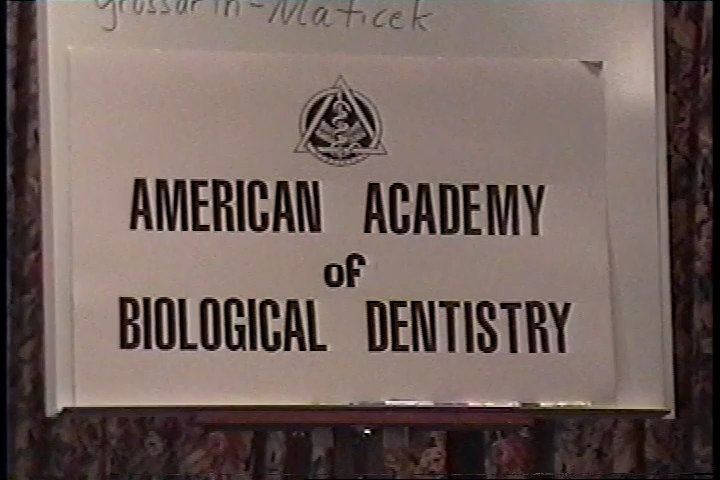 Grossarth-Maticek
AMERICAN ACADEMY
of
BIOLOGICAL DENTISTRY